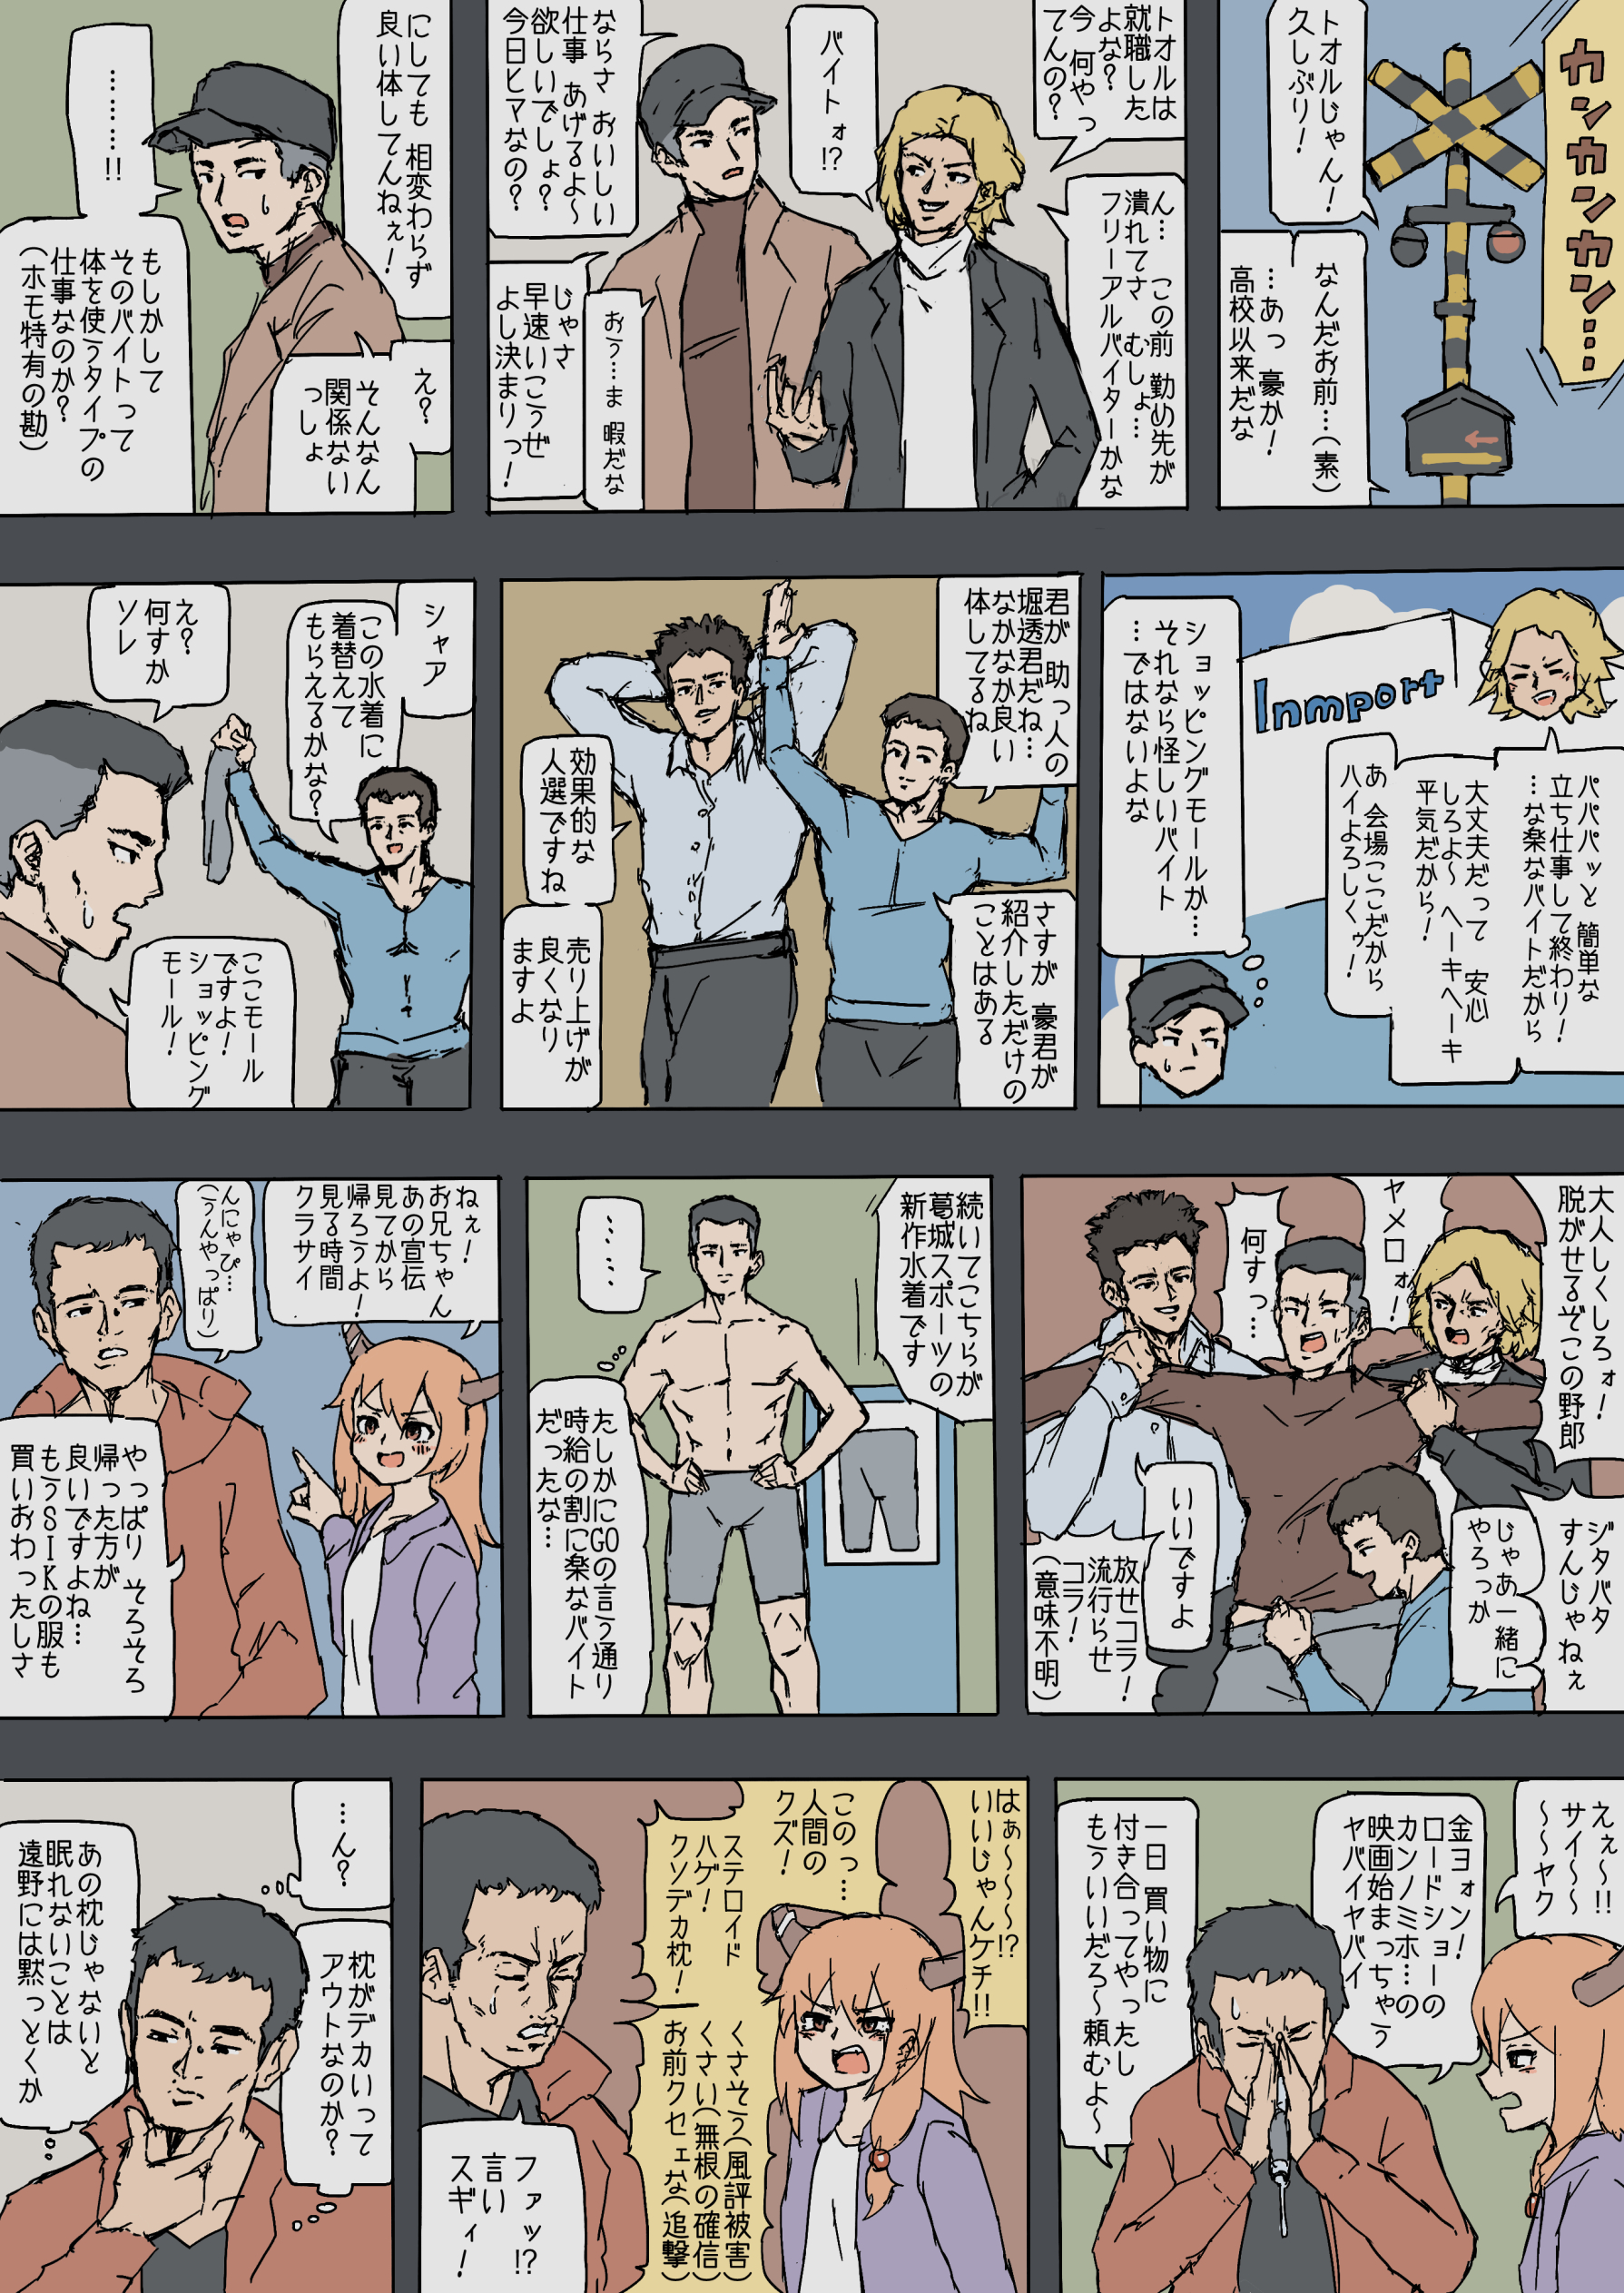 カンカンカン…
トオルじゃん!
久しぶり!
なんだお前…(素)
…あっ 豪か!
高校以来だな
トオルは
就職した
よな?
今 何やっ
てんの?
ん… この前 勤め先が
潰れてさ むしょ…
フリーアルバイターかな
バイトォ!?
ならさ おいしい
仕事 あげるよ〜
欲しいでしょ?
今日ヒマなの?
おう…ま 暇だな
じゃさ
早速いこうぜ
よし決まりっ!
にしても 相変わらず
良い体してんねぇ!
え?
そんなん
関係ない
っしょ
………!!
もしかして
そのバイトって
体を使うタイプの
仕事なのか?
(ホモ特有の勘)
パパパッと 簡単な
立ち仕事して終わり!
…な楽なバイトだから
大丈夫だって 安心
しろよ〜 ヘーキヘーキ
平気だから!
あ 会場ここだから
ハイよろしくゥ!
Inmport
ショッピングモールか…
それなら怪しいバイト
…ではないよな
君が 助っ人の
堀透君だね…
なかなか良い
体してるね
さすが 豪君が
紹介しただけの
ことはある
効果的な
人選ですね
売り上げが
良くなり
ますよ
シャア
この水着に
着替えて
もらえるかな?
え?
何すか
ソレ
ここモール
ですよ!
ショッピング
モール!
大人しくしろォ!
脱がせるぞこの野郎
ヤメロォ!
何すっ…
ジタバタ
すんじゃねぇ
じゃあ一緒に
やろっか
いいですよ
放せコラ!
流行らせ
コラ!
(意味不明)
続いてこちらが
葛城スポーツの
新作水着です
……
たしかにGOの言う通り
時給の割に楽なバイト
だったな…
ねぇ!
お兄ちゃん
あの宣伝
見てから
帰ろうよ!
見る時間
クラサイ
んにゃぴ…
(うんやっぱり)
やっぱり そろそろ
帰った方が
良いですよね…
もうSIKの服も
買いおわったしさ
えぇ〜!!
サイ〜〜
〜〜ヤク
金ヨォン!
ロードショーの
カンノミホ…の
映画始まっちゃう
ヤバイヤバイ
一日 買い物に
付き合ってやったし
もういいだろ〜頼むよ〜
はぁ〜〜〜〜!?
いいじゃんケチ!!
このっ…
人間の
クズ!
ステロイド
ハゲ!
クソデカ枕!
くさそう(風評被害)
くさい(無根の確信)
お前クセェな(追撃)
ファッ!?
言い
スギィ!
…ん?
枕がデカいって
アウトなのか?
あの枕じゃないと
眠れないことは
遠野には黙っとくか